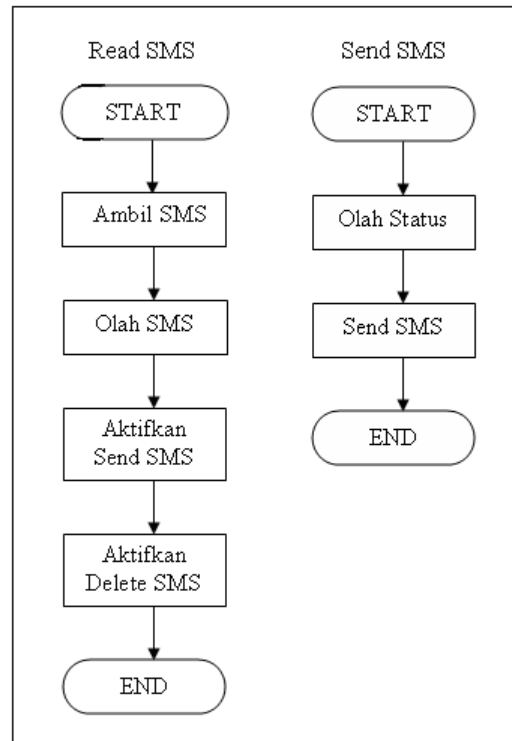 Read SMS
START
Ambil SMS
Olah SMS
Aktifkan
Send SMS
Aktifkan
Delete SMS
END
Send SMS
START
Olah Status
Send SMS
END